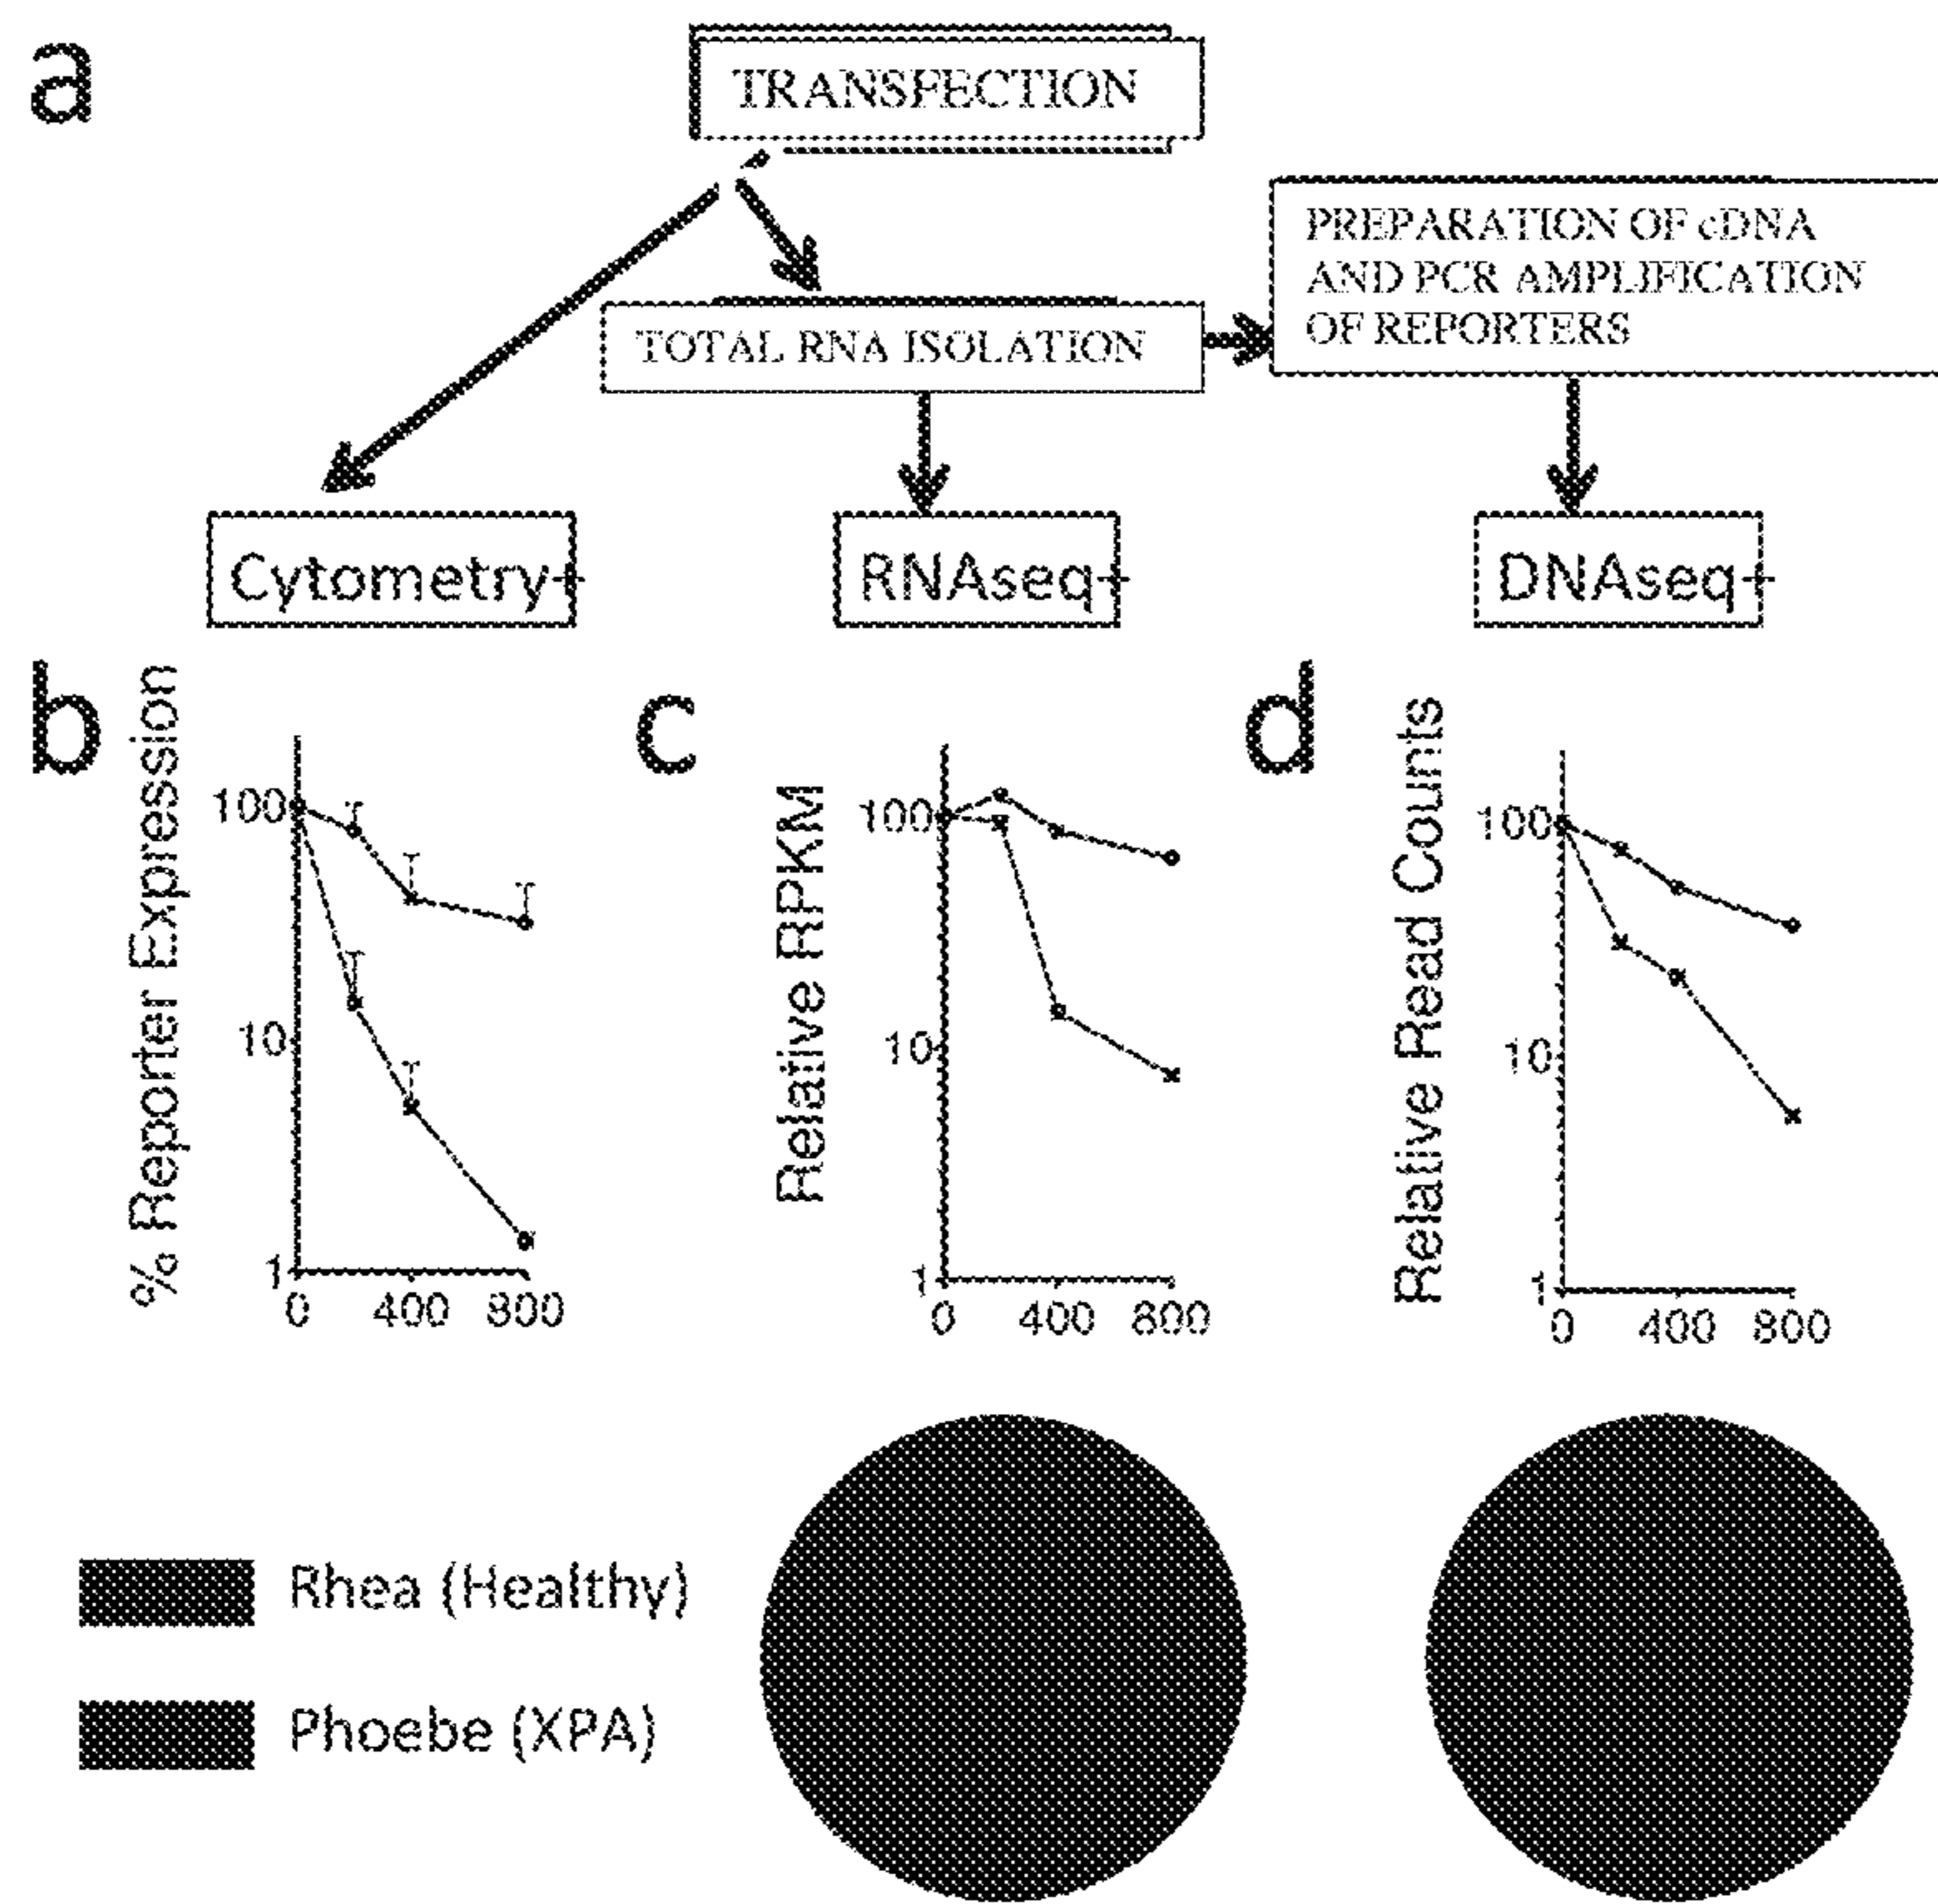 a
TRANSFECTION
PREPARATION OF cDNA
AND PCR AMPLIFICATION
OF REPORTERS
TOTAL RNA ISOLATION
Cytometry+
RNAseq+
DNAseq+
b
% Reporter Expression
100
10
1
0 400 800
c
Relative RPKM
100
10
1
0 400 800
d
Relative Read Counts
100
10
1
0 400 800
Rhea (Healthy)
Phoebe (XPA)